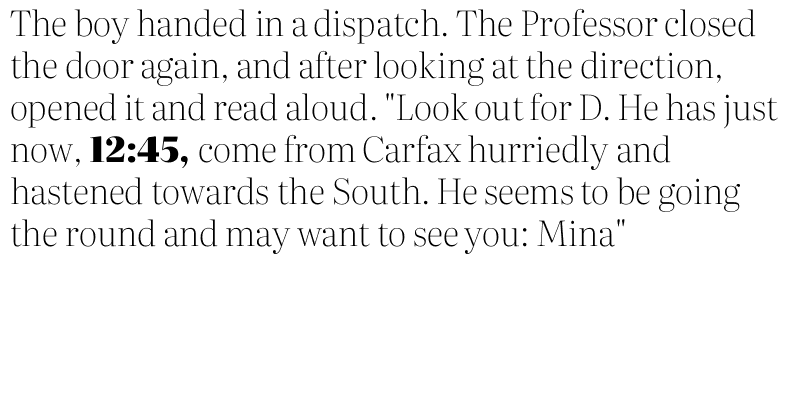 The boy handed in a dispatch. The Professor closed
the door again, and after looking at the direction,
opened it and read aloud. "Look out for D. He has just
now, 12:45, come from Carfax hurriedly and
hastened towards the South. He seems to be going
the round and may want to see you: Mina"